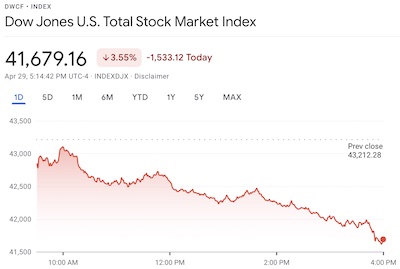 DWCF • INDEX
Dow Jones U.S. Total Stock Market Index
41,679.16 ↓3.55% -1,533.12 Today
Apr 29, 5:14:42 PM UTC-4 · INDEXDJX · Disclaimer
1D 5D 1M 6M YTD 1Y 5Y MAX
43,500
Prev close
43,212.28
43,000
42,500
42,000
41,500
10:00 AM 12:00 PM 2:00 PM 4:00 PM